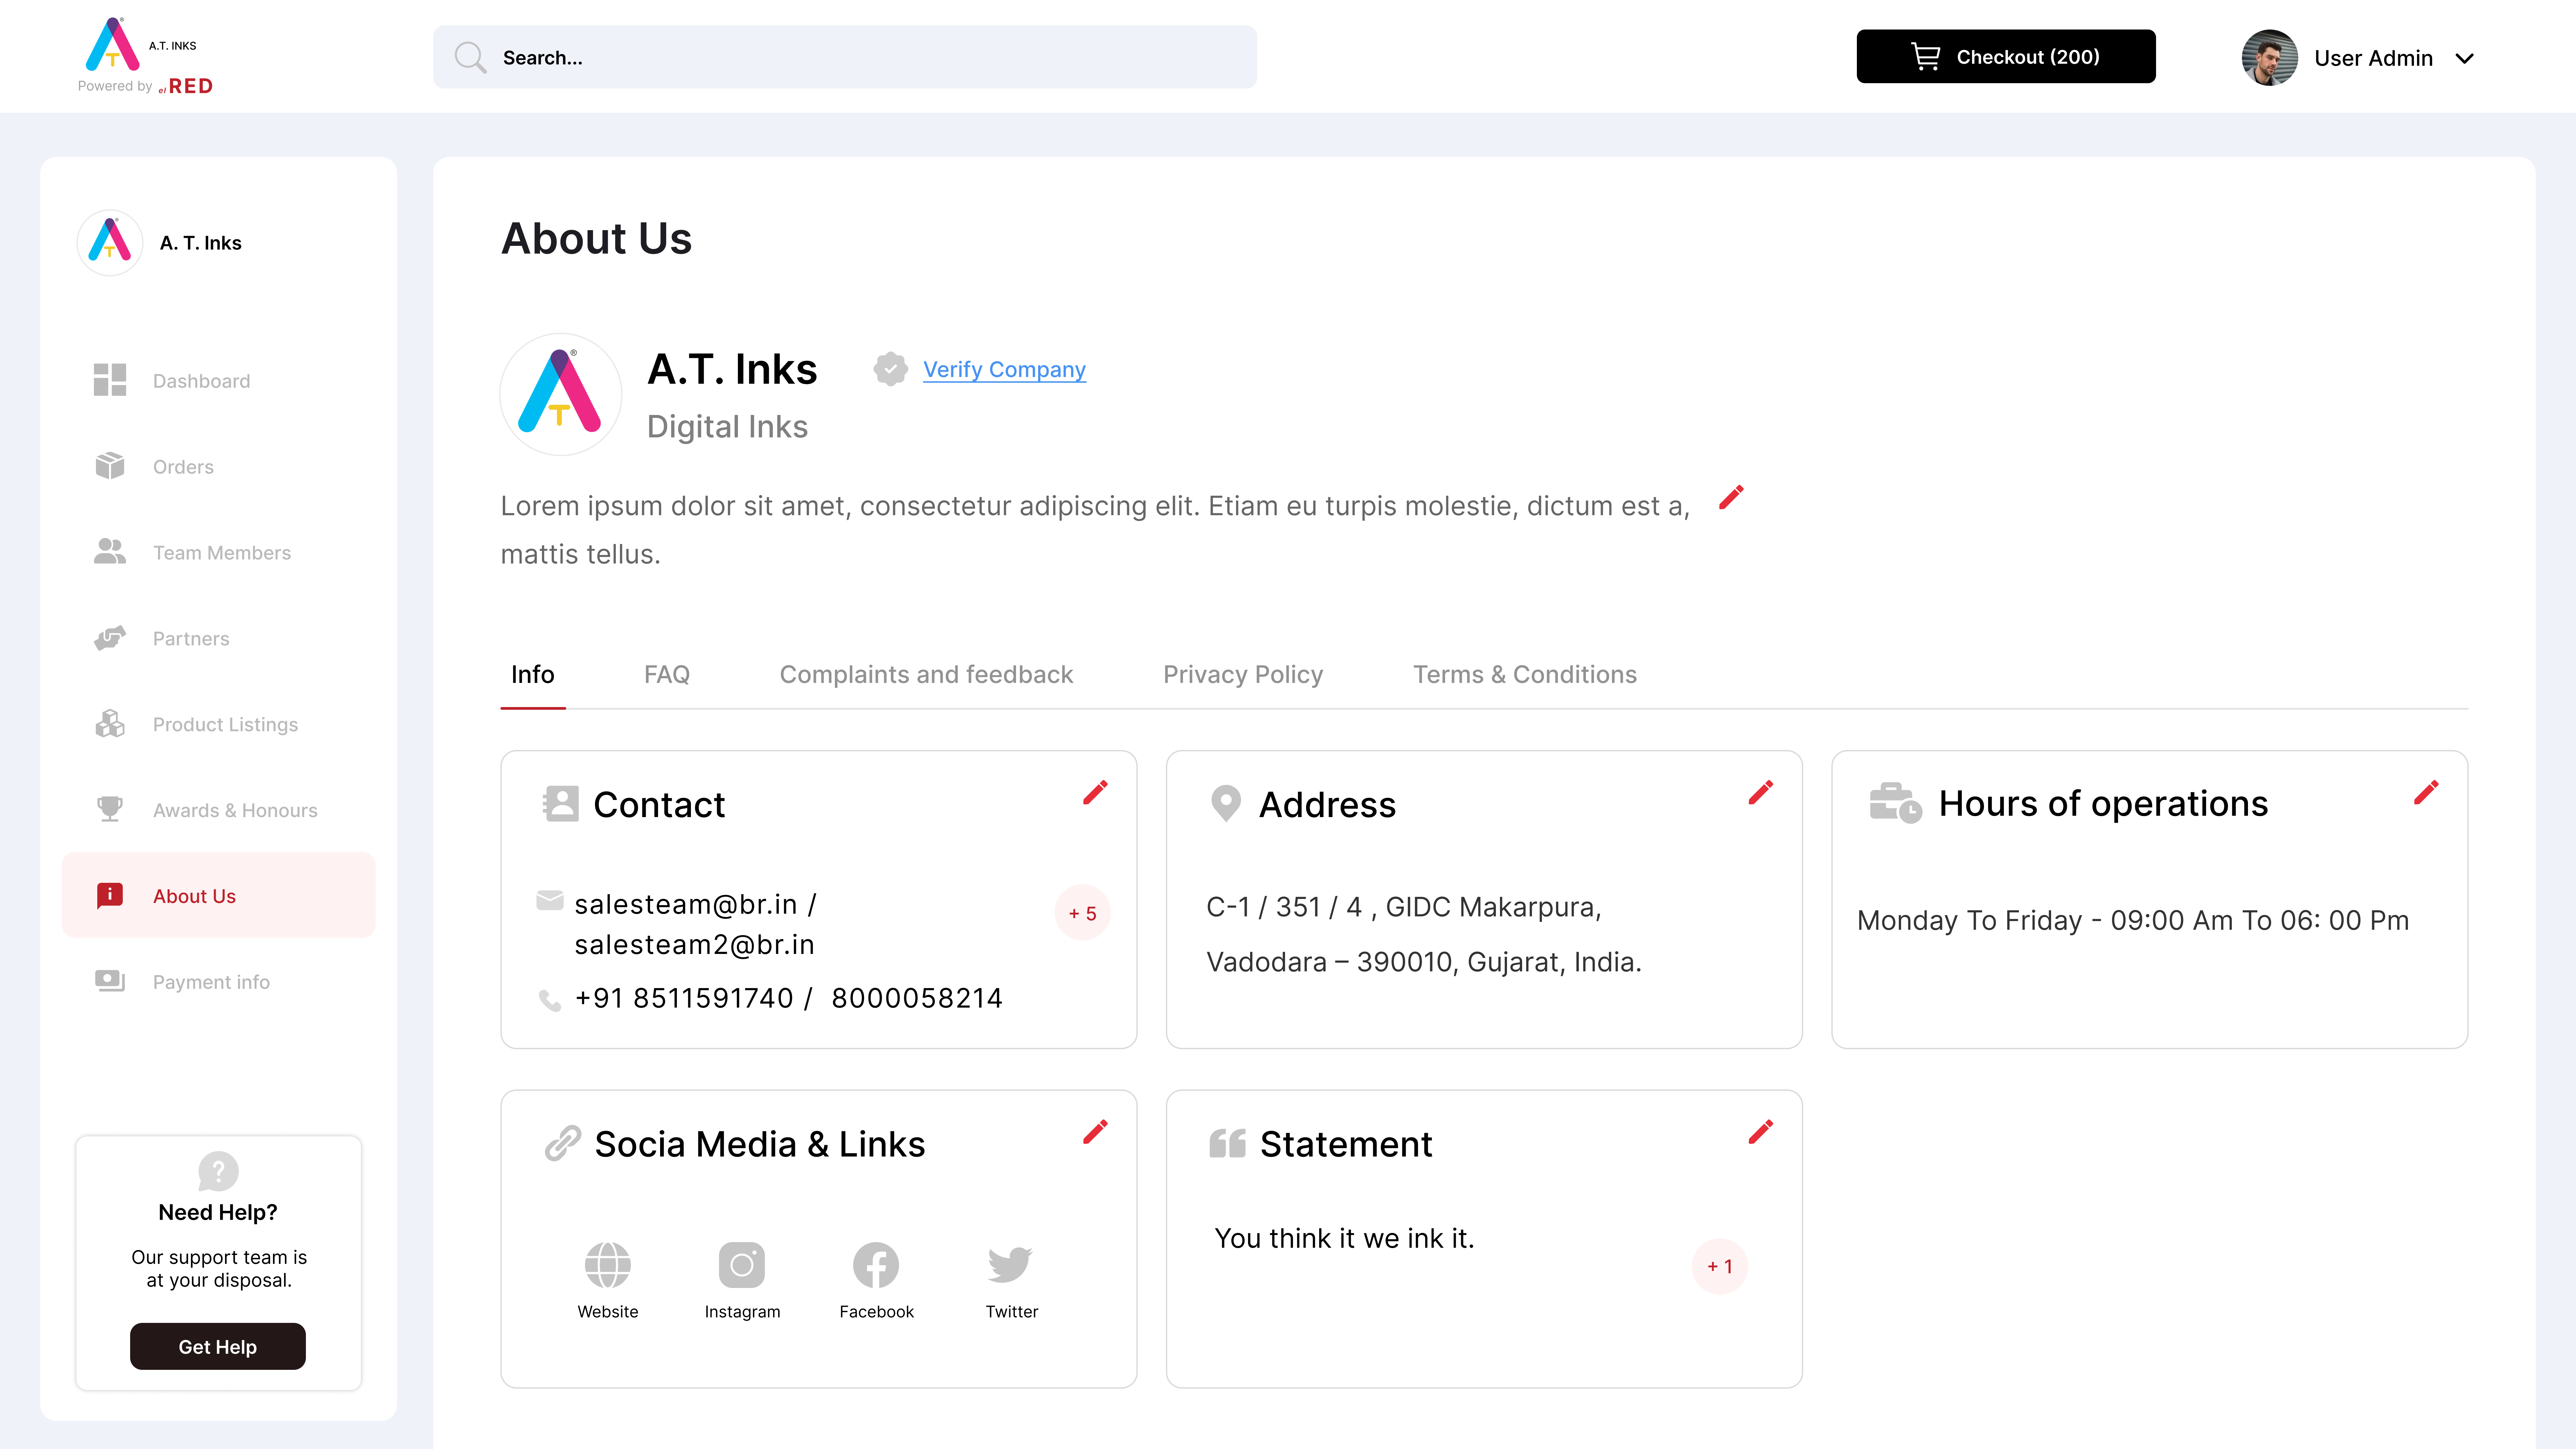 A.T. INKS
Powered by el RED
Search...
Checkout (200)
User Admin
A. T. Inks
Dashboard
Orders
Team Members
Partners
Product Listings
Awards & Honours
About Us
Payment info
Need Help?
Our support team is
at your disposal.
Get Help
About Us
A.T. Inks
Verify Company
Digital Inks
Lorem ipsum dolor sit amet, consectetur adipiscing elit. Etiam eu turpis molestie, dictum est a,
mattis tellus.
Info
FAQ
Complaints and feedback
Privacy Policy
Terms & Conditions
Contact
salesteam@br.in /
salesteam2@br.in
+ 5
+91 8511591740 / 8000058214
Address
C-1 / 351 / 4 , GIDC Makarpura,
Vadodara – 390010, Gujarat, India.
Hours of operations
Monday To Friday - 09:00 Am To 06: 00 Pm
Socia Media & Links
Website
Instagram
Facebook
Twitter
Statement
You think it we ink it.
+ 1